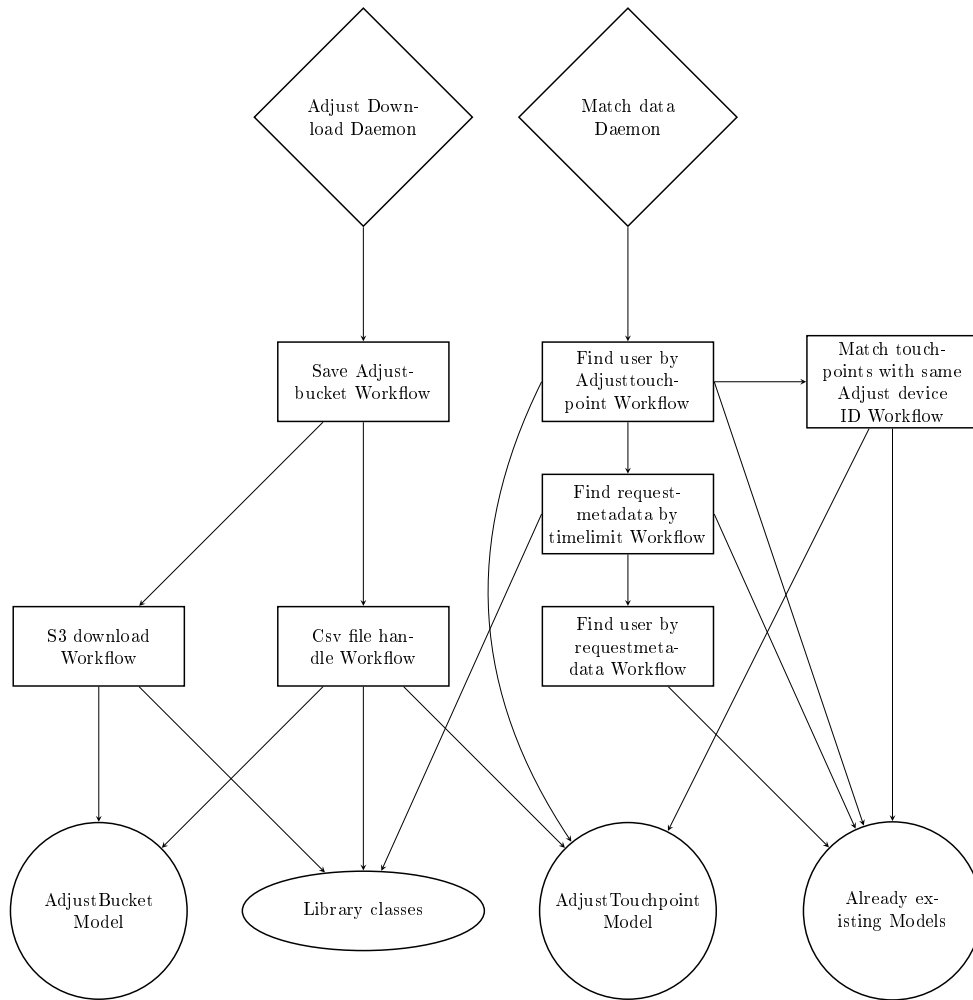 Adjust Down-
load Daemon
Match data
Daemon
Save Adjust-
bucket Workflow
Find user by
Adjusttouch-
point Workflow
Match touch-
points with same
Adjust device
ID Workflow
Find request-
metadata by
timelimit Workflow
S3 download
Workflow
Csv file han-
dle Workflow
Find user by
requestmeta-
data Workflow
AdjustBucket
Model
Library classes
AdjustTouchpoint
Model
Already ex-
isting Models